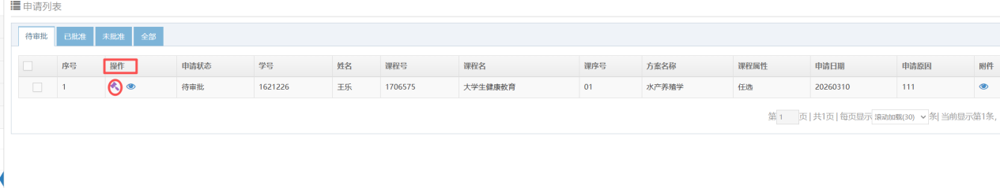 申请列表
待审批 已批准 未批准 全部
序号 操作 申请状态 学号 姓名 课程号 课程名 课序号 方案名称 课程属性 申请日期 申请原因 附件
1 待审批 1621226 王乐 1706575 大学生健康教育 01 水产养殖学 任选 20260310 111
第 1 页 | 共1页 | 每页显示 滚动加载(30) 条| 当前显示第1条,